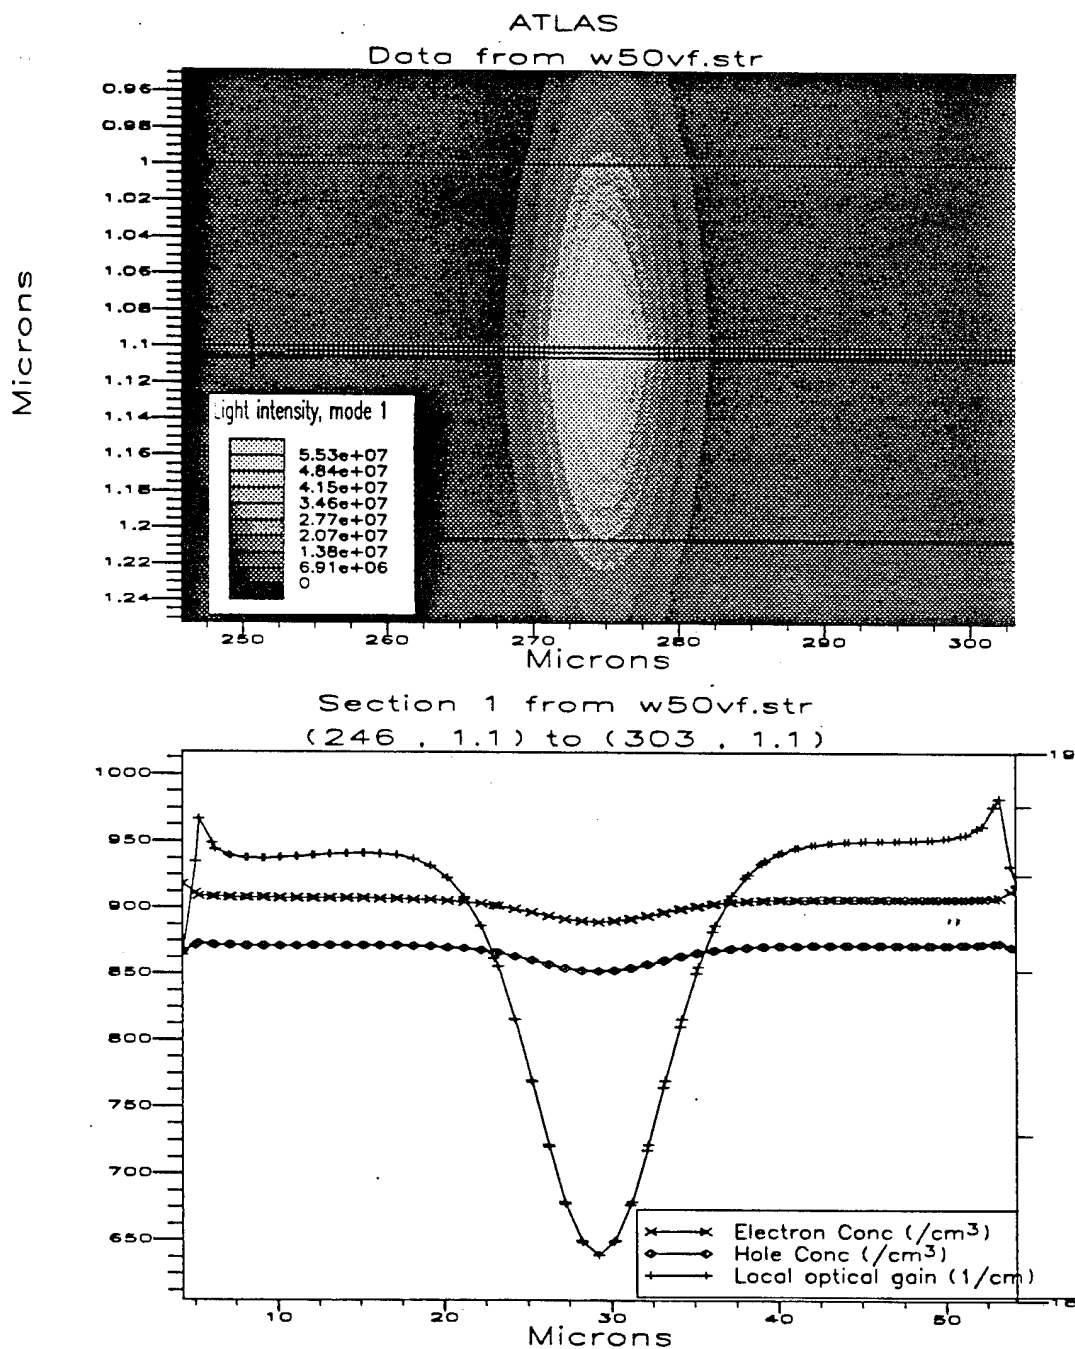 ATLAS
Data from w50vf.str
0.96
0.98
1
1.02
1.04
1.06
1.08
1.1
1.12
1.14
1.16
1.18
1.2
1.22
1.24
Microns
Light intensity, mode 1
5.53e+07
4.84e+07
4.15e+07
3.46e+07
2.77e+07
2.07e+07
1.38e+07
6.91e+06
0
250 260 270 280 290 300
Microns
Section 1 from w50vf.str
(246 , 1.1) to (303 , 1.1)
1000
950
900
850
800
750
700
650
19
18
Electron Conc (/cm3)
Hole Conc (/cm3)
Local optical gain (1/cm)
10 20 30 40 50
Microns